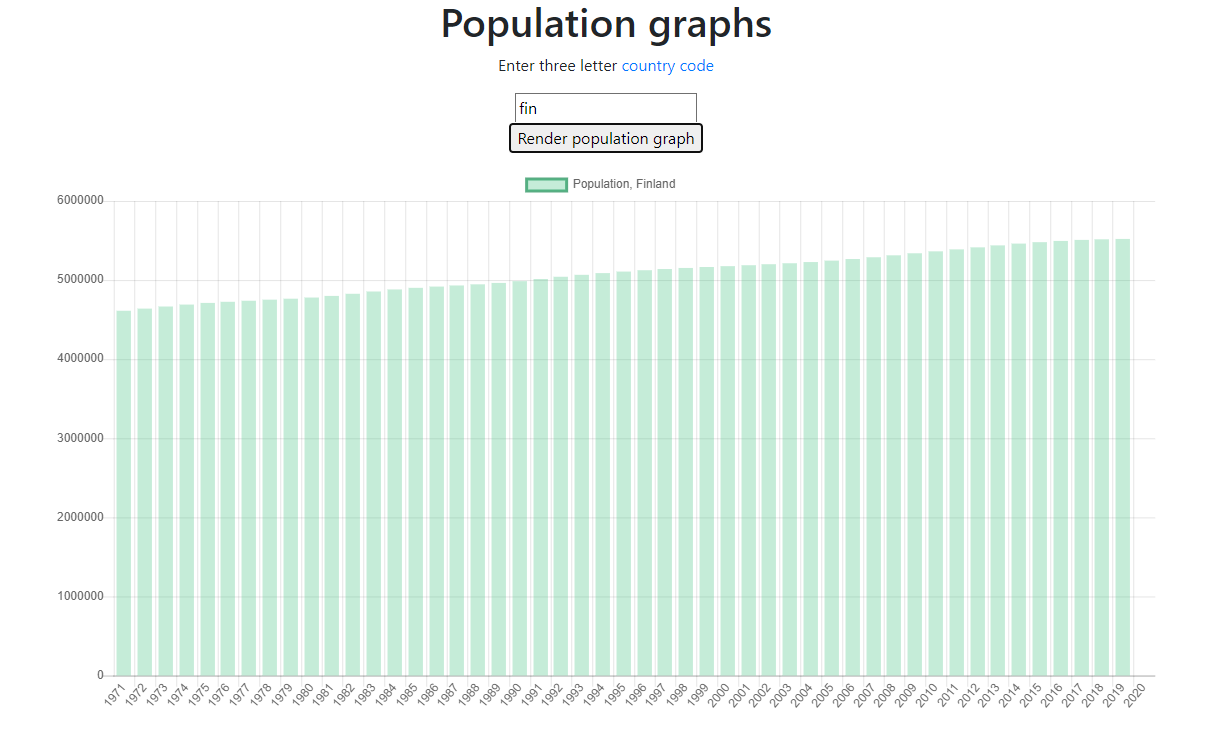 Population graphs
Enter three letter country code
fin
Render population graph
Population, Finland
6000000
5000000
4000000
3000000
2000000
1000000
0
1971 1972 1973 1974 1975 1976 1977 1978 1979 1980 1981 1982 1983 1984 1985 1986 1987 1988 1989 1990 1991 1992 1993 1994 1995 1996 1997 1998 1999 2000 2001 2002 2003 2004 2005 2006 2007 2008 2009 2010 2011 2012 2013 2014 2015 2016 2017 2018 2019 2020